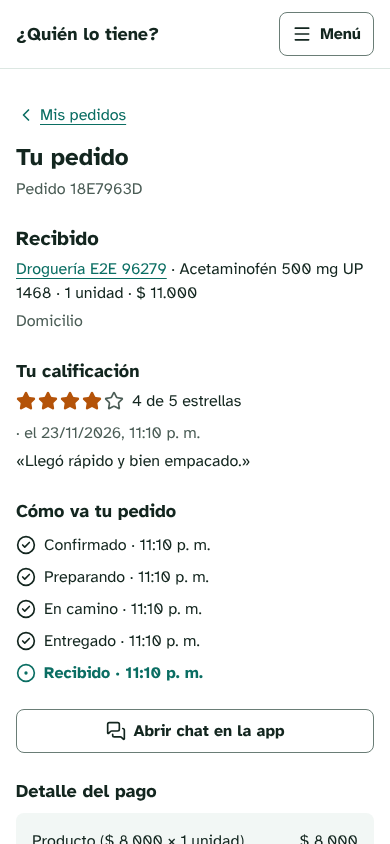 ¿Quién lo tiene?
Menú
Mis pedidos
Tu pedido
Pedido 18E7963D
Recibido
Droguería E2E 96279 · Acetaminofén 500 mg UP
1468 · 1 unidad · $ 11.000
Domicilio
Tu calificación
4 de 5 estrellas
· el 23/11/2026, 11:10 p. m.
«Llegó rápido y bien empacado.»
Cómo va tu pedido
Confirmado · 11:10 p. m.
Preparando · 11:10 p. m.
En camino · 11:10 p. m.
Entregado · 11:10 p. m.
Recibido · 11:10 p. m.
Abrir chat en la app
Detalle del pago
Producto ($ 8.000 × 1 unidad) $ 8.000